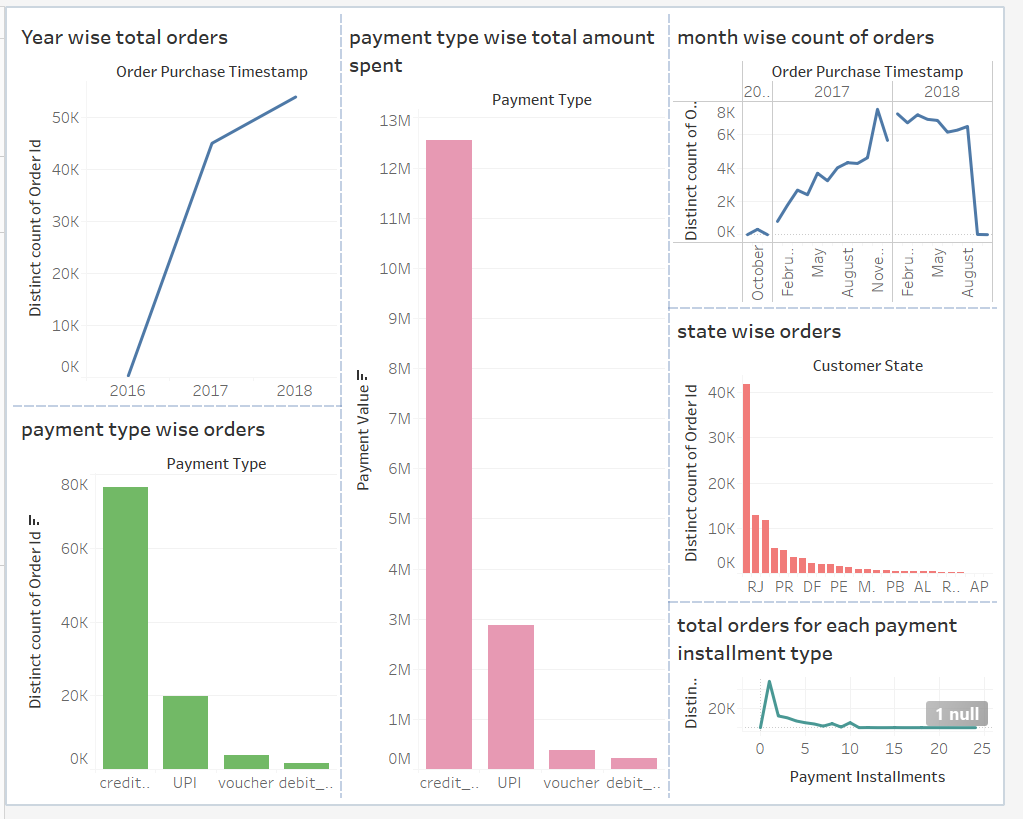 Year wise total orders
Order Purchase Timestamp
Distinct count of Order Id
50K
40K
30K
20K
10K
0K
2016 2017 2018
payment type wise orders
Payment Type
Distinct count of Order Id
80K
60K
40K
20K
0K
credit.. UPI voucher debit_..
payment type wise total amount
spent
Payment Type
Payment Value
13M
12M
11M
10M
9M
8M
7M
6M
5M
4M
3M
2M
1M
0M
credit_.. UPI voucher debit_..
month wise count of orders
Order Purchase Timestamp
20.. 2017 2018
Distinct count of O..
8K
6K
4K
2K
0K
October Febru.. May August Nove.. Febru.. May August
state wise orders
Customer State
Distinct count of Order Id
40K
30K
20K
10K
0K
RJ PR DF PE M. PB AL R.. AP
total orders for each payment
installment type
Distin..
20K
1 null
0 5 10 15 20 25
Payment Installments